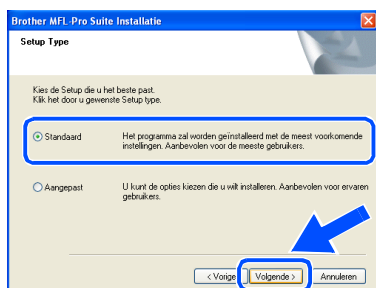 Brother MFL-Pro Suite Installatie
Setup Type
Kies de Setup die u het beste past.
Klik het door u gewenste Setup type.
Standaard
Het programma zal worden geïnstalleerd met de meest voorkomende
instellingen. Aanbevolen voor de meeste gebruikers.
Aangepast
U kunt de opties kiezen die u wilt installeren. Aanbevolen voor ervaren
gebruikers.
< Vorige
Volgende >
Annuleren